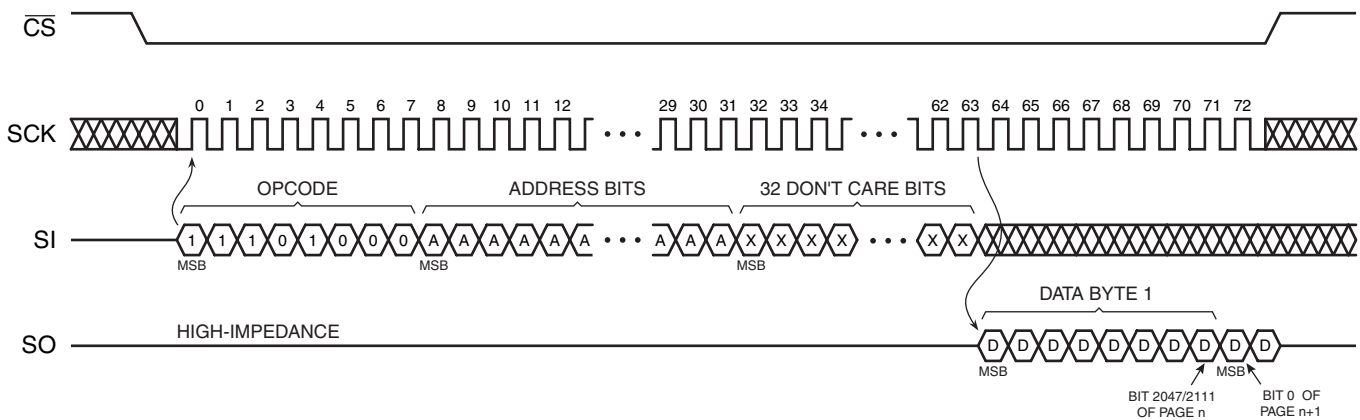 CS
0 1 2 3 4 5 6 7 8 9 10 11 12 29 30 31 32 33 34 62 63 64 65 66 67 68 69 70 71 72
SCK
OPCODE ADDRESS BITS 32 DON'T CARE BITS
SI 1 1 1 0 1 0 0 0 A A A A A A A A A X X X X X X
MSB MSB MSB
DATA BYTE 1
HIGH-IMPEDANCE
SO D D D D D D D D D D
MSB MSB
BIT 2047/2111
OF PAGE n
BIT 0 OF
PAGE n+1